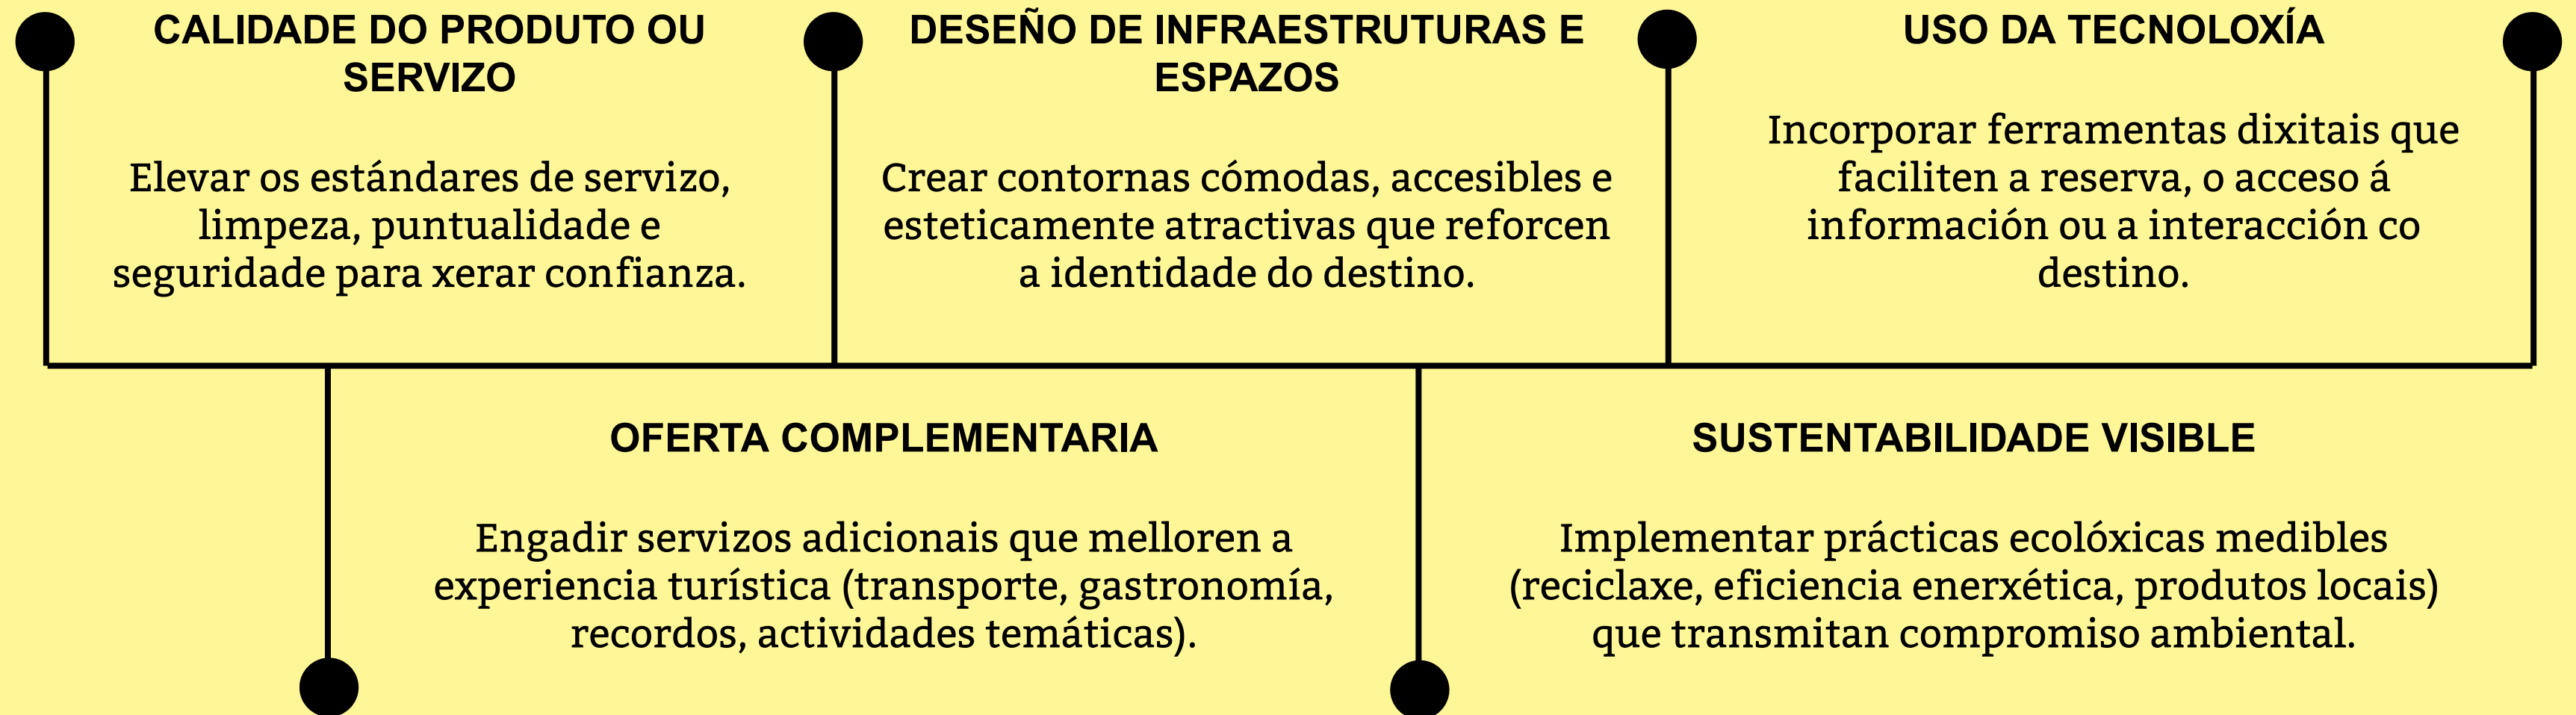 CALIDADE DO PRODUTO OU
SERVIZO
Elevar os estándares de servizo,
limpeza, puntualidade e
seguridade para xerar confianza.
DESEÑO DE INFRAESTRUTURAS E
ESPAZOS
Crear contornas cómodas, accesibles e
esteticamente atractivas que reforcen
a identidade do destino.
USO DA TECNOLOXÍA
Incorporar ferramentas dixitais que
faciliten a reserva, o acceso á
información ou a interacción co
destino.
OFERTA COMPLEMENTARIA
Engadir servizos adicionais que melloren a
experiencia turística (transporte, gastronomía,
recordos, actividades temáticas).
SUSTENTABILIDADE VISIBLE
Implementar prácticas ecolóxicas medibles
(reciclaxe, eficiencia enerxética, produtos locais)
que transmitan compromiso ambiental.